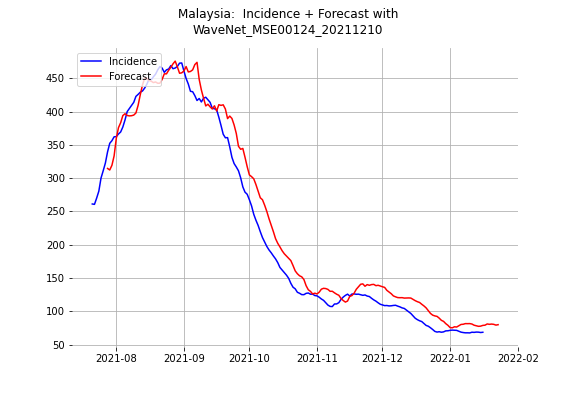 Malaysia:  Incidence + Forecast with
WaveNet_MSE00124_20211210
Incidence
Forecast
450
400
350
300
250
200
150
100
50
2021-08 2021-09 2021-10 2021-11 2021-12 2022-01 2022-02